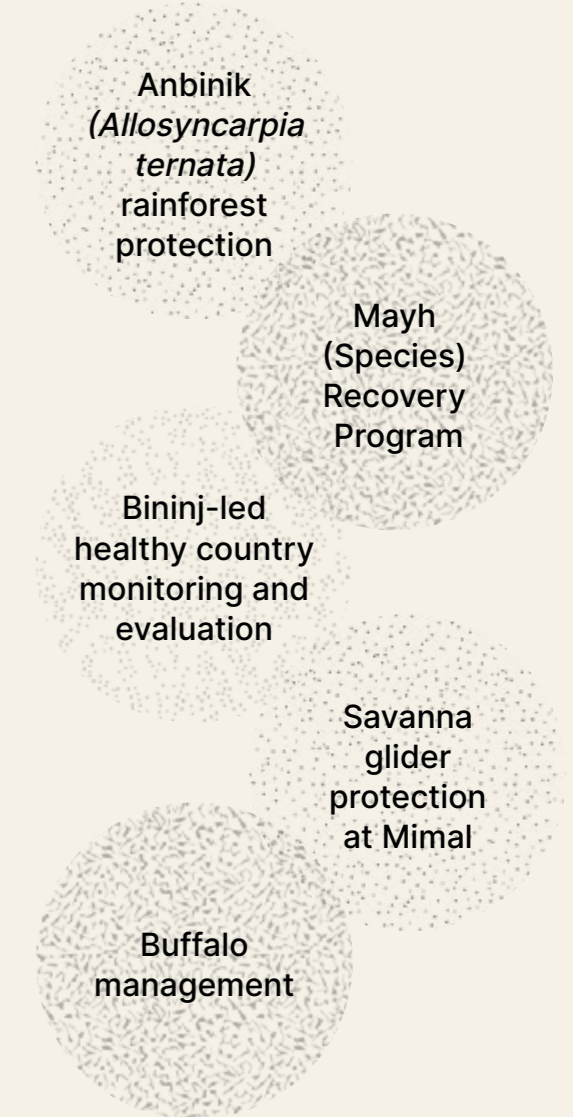 Anbinik
(Allosyncarpia
ternata)
rainforest
protection
Mayh
(Species)
Recovery
Program
Bininj-led
healthy country
monitoring and
evaluation
Savanna
glider
protection
at Mimal
Buffalo
management